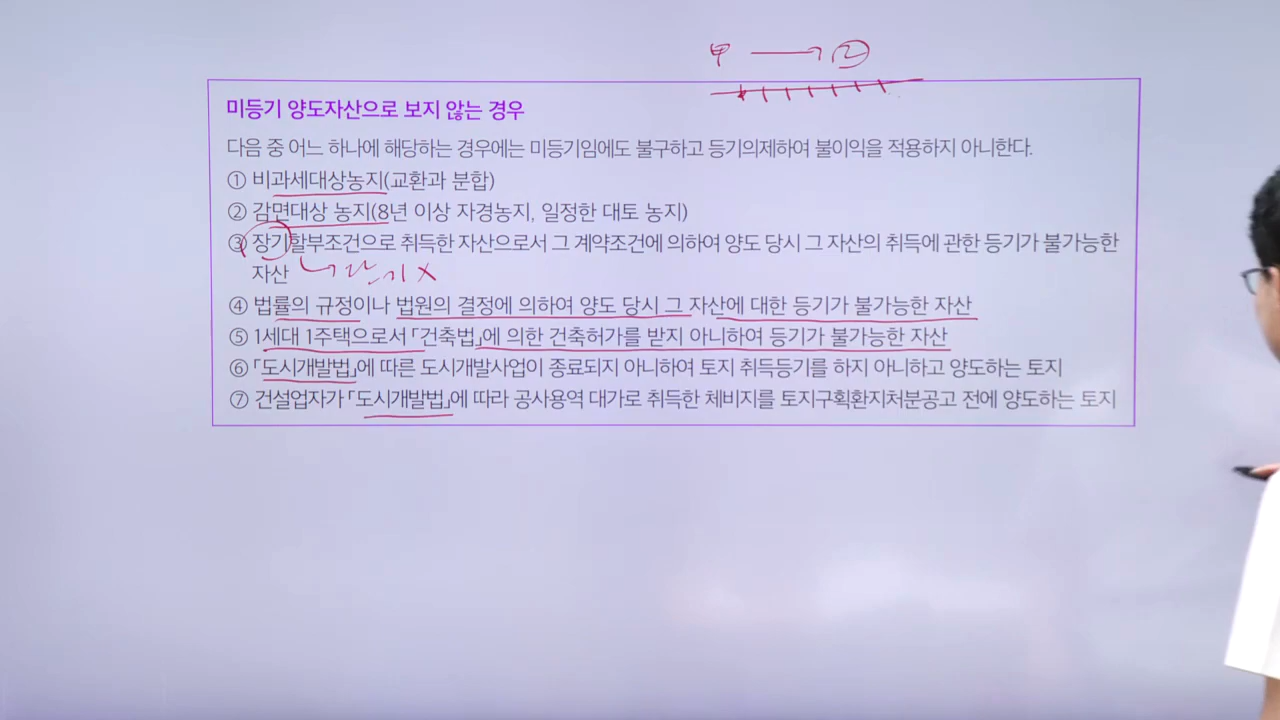 甲 → 乙
미등기 양도자산으로 보지 않는 경우
다음 중 어느 하나에 해당하는 경우에는 미등기임에도 불구하고 등기의제하여 불이익을 적용하지 아니한다.
① 비과세대상농지(교환과 분합)
② 감면대상 농지(8년 이상 자경농지, 일정한 대토 농지)
③ 장기할부조건으로 취득한 자산으로서 그 계약조건에 의하여 양도 당시 그 자산의 취득에 관한 등기가 불가능한
자산 단기 X
④ 법률의 규정이나 법원의 결정에 의하여 양도 당시 그 자산에 대한 등기가 불가능한 자산
⑤ 1세대 1주택으로서 「건축법」에 의한 건축허가를 받지 아니하여 등기가 불가능한 자산
⑥ 「도시개발법」에 따른 도시개발사업이 종료되지 아니하여 토지 취득등기를 하지 아니하고 양도하는 토지
⑦ 건설업자가 「도시개발법」에 따라 공사용역 대가로 취득한 체비지를 토지구획환지처분공고 전에 양도하는 토지